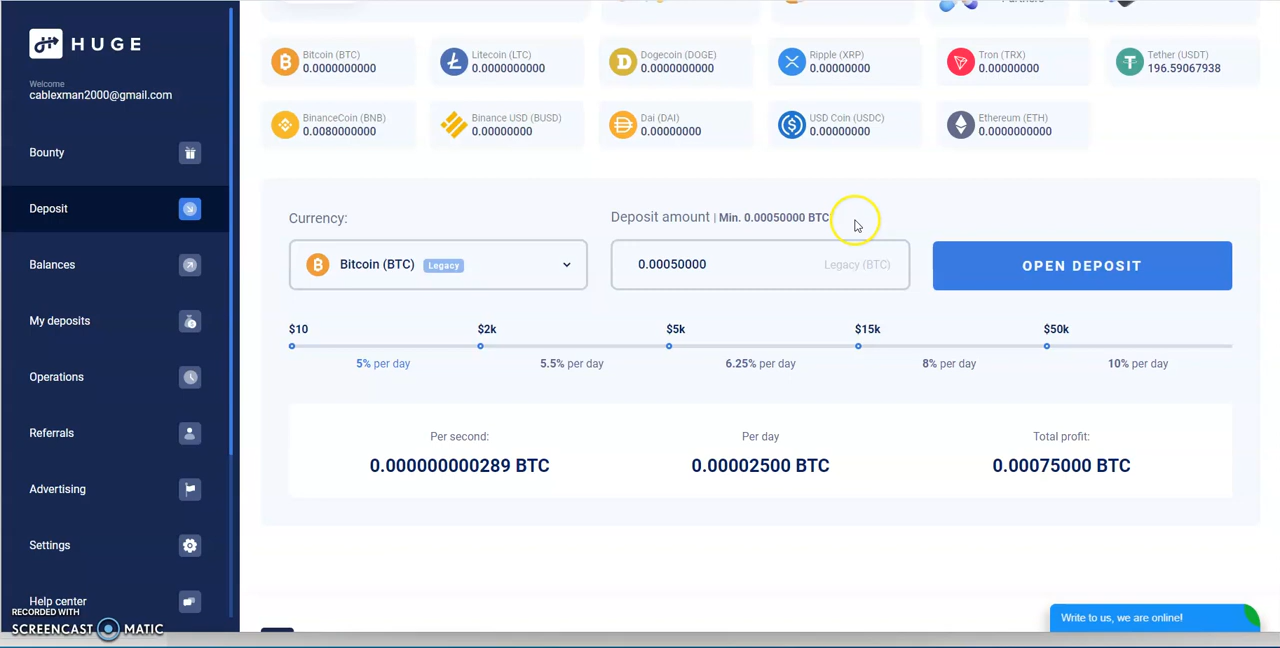 HUGE
Welcome
cablexman2000@gmail.com
Bounty
Deposit
Balances
My deposits
Operations
Referrals
Advertising
Settings
Help center
RECORDED WITH
SCREENCAST MATIC
Bitcoin (BTC)
0.0000000000
Litecoin (LTC)
0.0000000000
Dogecoin (DOGE)
0.0000000000
Ripple (XRP)
0.00000000
Tron (TRX)
0.00000000
Tether (USDT)
196.59067938
BinanceCoin (BNB)
0.0080000000
Binance USD (BUSD)
0.00000000
Dai (DAI)
0.00000000
USD Coin (USDC)
0.00000000
Ethereum (ETH)
0.0000000000
Currency:
Bitcoin (BTC) Legacy
Deposit amount | Min. 0.00050000 BTC
0.00050000 Legacy (BTC)
OPEN DEPOSIT
$10 $2k $5k $15k $50k
5% per day 5.5% per day 6.25% per day 8% per day 10% per day
Per second:
0.000000000289 BTC
Per day
0.00002500 BTC
Total profit:
0.00075000 BTC
Write to us, we are online!